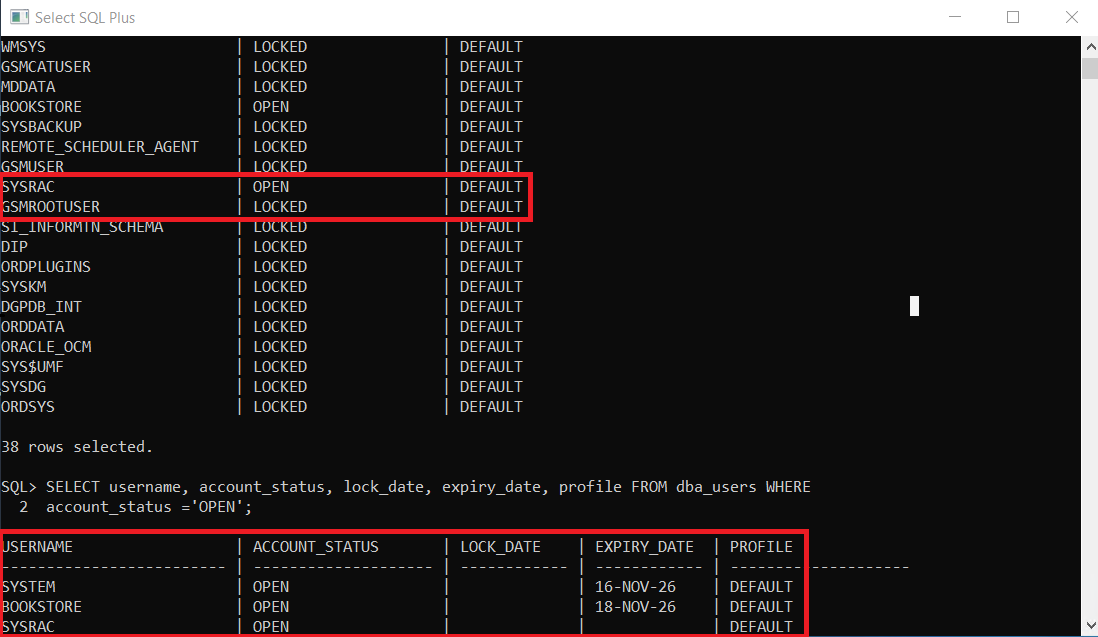 Select SQL Plus
WMSYS | LOCKED | DEFAULT
GSMCATUSER | LOCKED | DEFAULT
MDDATA | LOCKED | DEFAULT
BOOKSTORE | OPEN | DEFAULT
SYSBACKUP | LOCKED | DEFAULT
REMOTE_SCHEDULER_AGENT | LOCKED | DEFAULT
GSMUSER | LOCKED | DEFAULT
SYSRAC | OPEN | DEFAULT
GSMROOTUSER | LOCKED | DEFAULT
SI_INFORMTN_SCHEMA | LOCKED | DEFAULT
DIP | LOCKED | DEFAULT
ORDPLUGINS | LOCKED | DEFAULT
SYSKM | LOCKED | DEFAULT
DGPDB_INT | LOCKED | DEFAULT
ORDDATA | LOCKED | DEFAULT
ORACLE_OCM | LOCKED | DEFAULT
SYS$UMF | LOCKED | DEFAULT
SYSDG | LOCKED | DEFAULT
ORDSYS | LOCKED | DEFAULT
38 rows selected.
SQL> SELECT username, account_status, lock_date, expiry_date, profile FROM dba_users WHERE
2 account_status ='OPEN';
USERNAME | ACCOUNT_STATUS | LOCK_DATE | EXPIRY_DATE | PROFILE
------------------------- | -------------------- | ------------ | ------------ | --------------------
SYSTEM | OPEN | | 16-NOV-26 | DEFAULT
BOOKSTORE | OPEN | | 18-NOV-26 | DEFAULT
SYSRAC | OPEN | | | DEFAULT